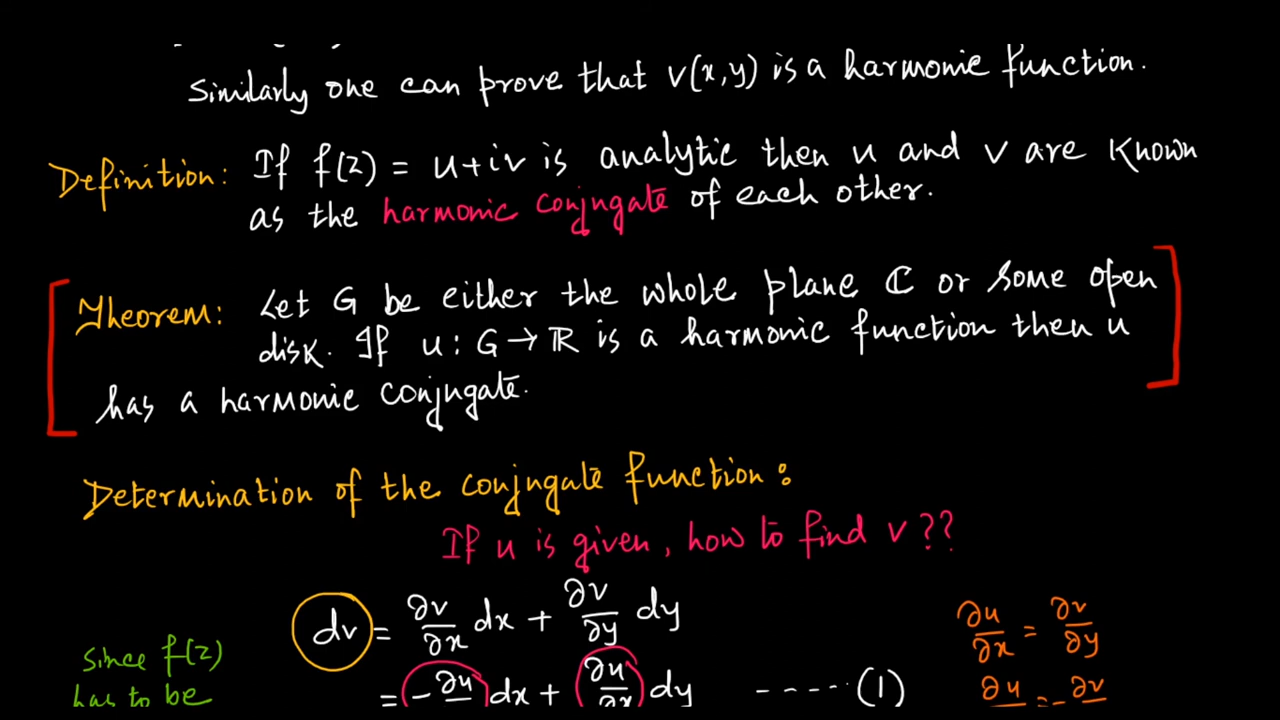 Similarly one can prove that v(x,y) is a harmonic function.
Definition: If f(z) = u+iv is analytic then u and v are known
as the harmonic conjugate of each other.
Theorem: Let G be either the whole plane ℂ or some open
disk. If u : G → ℝ is a harmonic function then u
has a harmonic conjugate.
Determination of the conjugate function:
If u is given, how to find v??
dv = ∂v/∂x dx + ∂v/∂y dy
∂u/∂x = ∂v/∂y
Since f(z)
has to be
= -∂u dx + ∂u/∂x dy ----- (1)
∂u = -∂v